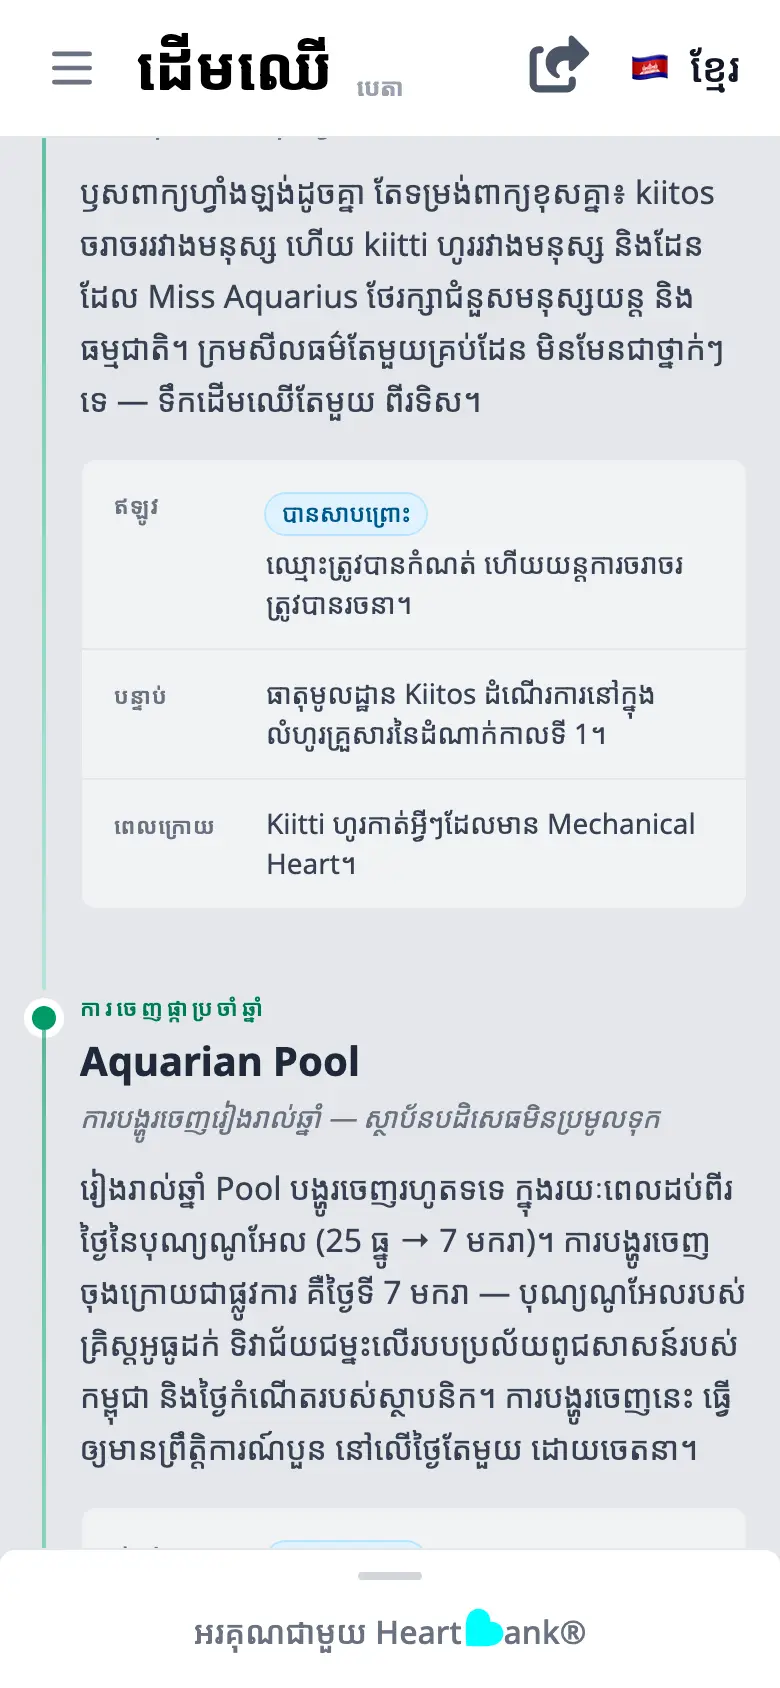 ដើមឈើ
បេតា
ខ្មែរ
ឫសពាក្យហ្វាំងឡង់ដូចគ្នា តែទម្រង់ពាក្យខុសគ្នា៖ kiitos
ចរាចររវាងមនុស្ស ហើយ kiitti ហូររវាងមនុស្ស និងដែន
ដែល Miss Aquarius ថែរក្សាជំនួសមនុស្សយន្ត និង
ធម្មជាតិ។ ក្រមសីលធម៌តែមួយគ្រប់ដែន មិនមែនជាថ្នាក់ៗ
ទេ — ទឹកដើមឈើតែមួយ ពីរទិស។
ឥឡូវ
បានសាបព្រោះ
ឈ្មោះត្រូវបានកំណត់ ហើយយន្តការចរាចរ
ត្រូវបានរចនា។
បន្ទាប់
ធាតុមូលដ្ឋាន Kiitos ដំណើរការនៅក្នុង
លំហូរគ្រួសារនៃដំណាក់កាលទី 1។
ពេលក្រោយ
Kiitti ហូរកាត់អ្វីៗដែលមាន Mechanical
Heart។
ការចេញផ្កាប្រចាំឆ្នាំ
Aquarian Pool
ការបង្ហូរចេញរៀងរាល់ឆ្នាំ — ស្ថាប័នបដិសេធមិនប្រមូលទុក
រៀងរាល់ឆ្នាំ Pool បង្ហូរចេញរហូតទទេ ក្នុងរយៈពេលដប់ពីរ
ថ្ងៃនៃបុណ្យណូអែល (25 ធ្នូ → 7 មករា)។ ការបង្ហូរចេញ
ចុងក្រោយជាផ្លូវការ គឺថ្ងៃទី 7 មករា — បុណ្យណូអែលរបស់
គ្រិស្តអូធូដក់ ទិវាជ័យជម្នះលើរបបប្រល័យពូជសាសន៍របស់
កម្ពុជា និងថ្ងៃកំណើតរបស់ស្ថាបនិក។ ការបង្ហូរចេញនេះ ធ្វើ
ឲ្យមានព្រឹត្តិការណ៍បួន នៅលើថ្ងៃតែមួយ ដោយចេតនា។
អរគុណជាមួយ Heartbank®